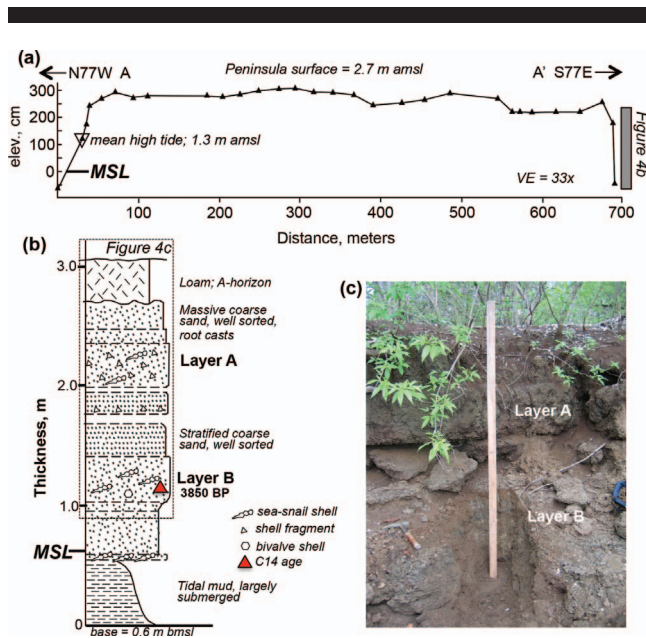 (a)
N77W A
Peninsula surface = 2.7 m amsl
A' S77E
300
200
100
0
elev., cm
mean high tide; 1.3 m amsl
MSL
VE = 33x
Figure 4b
100 200 300 400 500 600 700
Distance, meters
(b)
Figure 4c
3.0
2.0
1.0
0
Thickness, m
Loam; A-horizon
Massive coarse
sand, well sorted,
root casts
Layer A
Stratified coarse
sand, well sorted
Layer B
3850 BP
sea-snail shell
shell fragment
bivalve shell
C14 age
MSL
Tidal mud, largely
submerged
base = 0.6 m bmsl
(c)
Layer A
Layer B